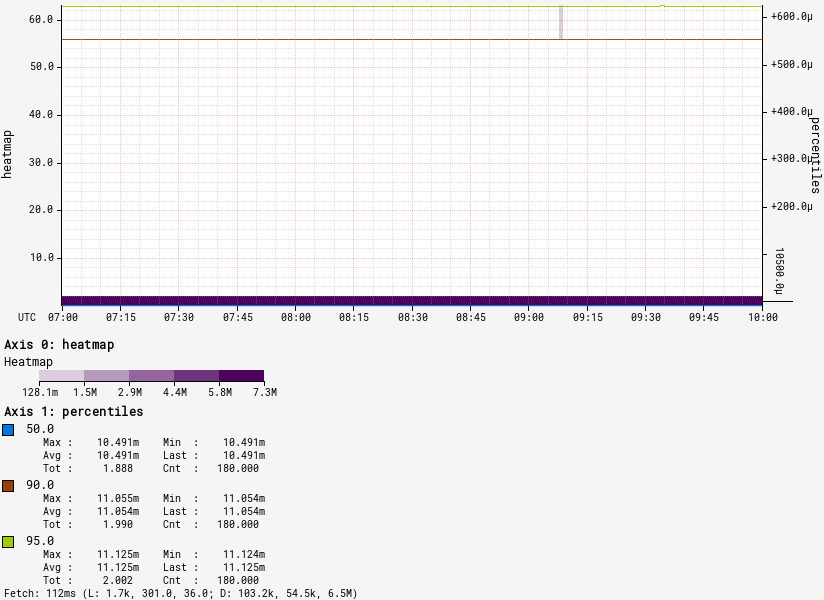 60.0
50.0
40.0
30.0
20.0
10.0
heatmap
+600.0μ
+500.0μ
+400.0μ
+300.0μ
+200.0μ
10500.0μ
percentiles
UTC 07:00 07:15 07:30 07:45 08:00 08:15 08:30 08:45 09:00 09:15 09:30 09:45 10:00
Axis 0: heatmap
Heatmap
128.1m 1.5M 2.9M 4.4M 5.8M 7.3M
Axis 1: percentiles
50.0
Max : 10.491m Min : 10.491m
Avg : 10.491m Last : 10.491m
Tot : 1.888 Cnt : 180.000
90.0
Max : 11.055m Min : 11.054m
Avg : 11.054m Last : 11.054m
Tot : 1.990 Cnt : 180.000
95.0
Max : 11.125m Min : 11.124m
Avg : 11.125m Last : 11.125m
Tot : 2.002 Cnt : 180.000
Fetch: 112ms (L: 1.7k, 301.0, 36.0; D: 103.2k, 54.5k, 6.5M)